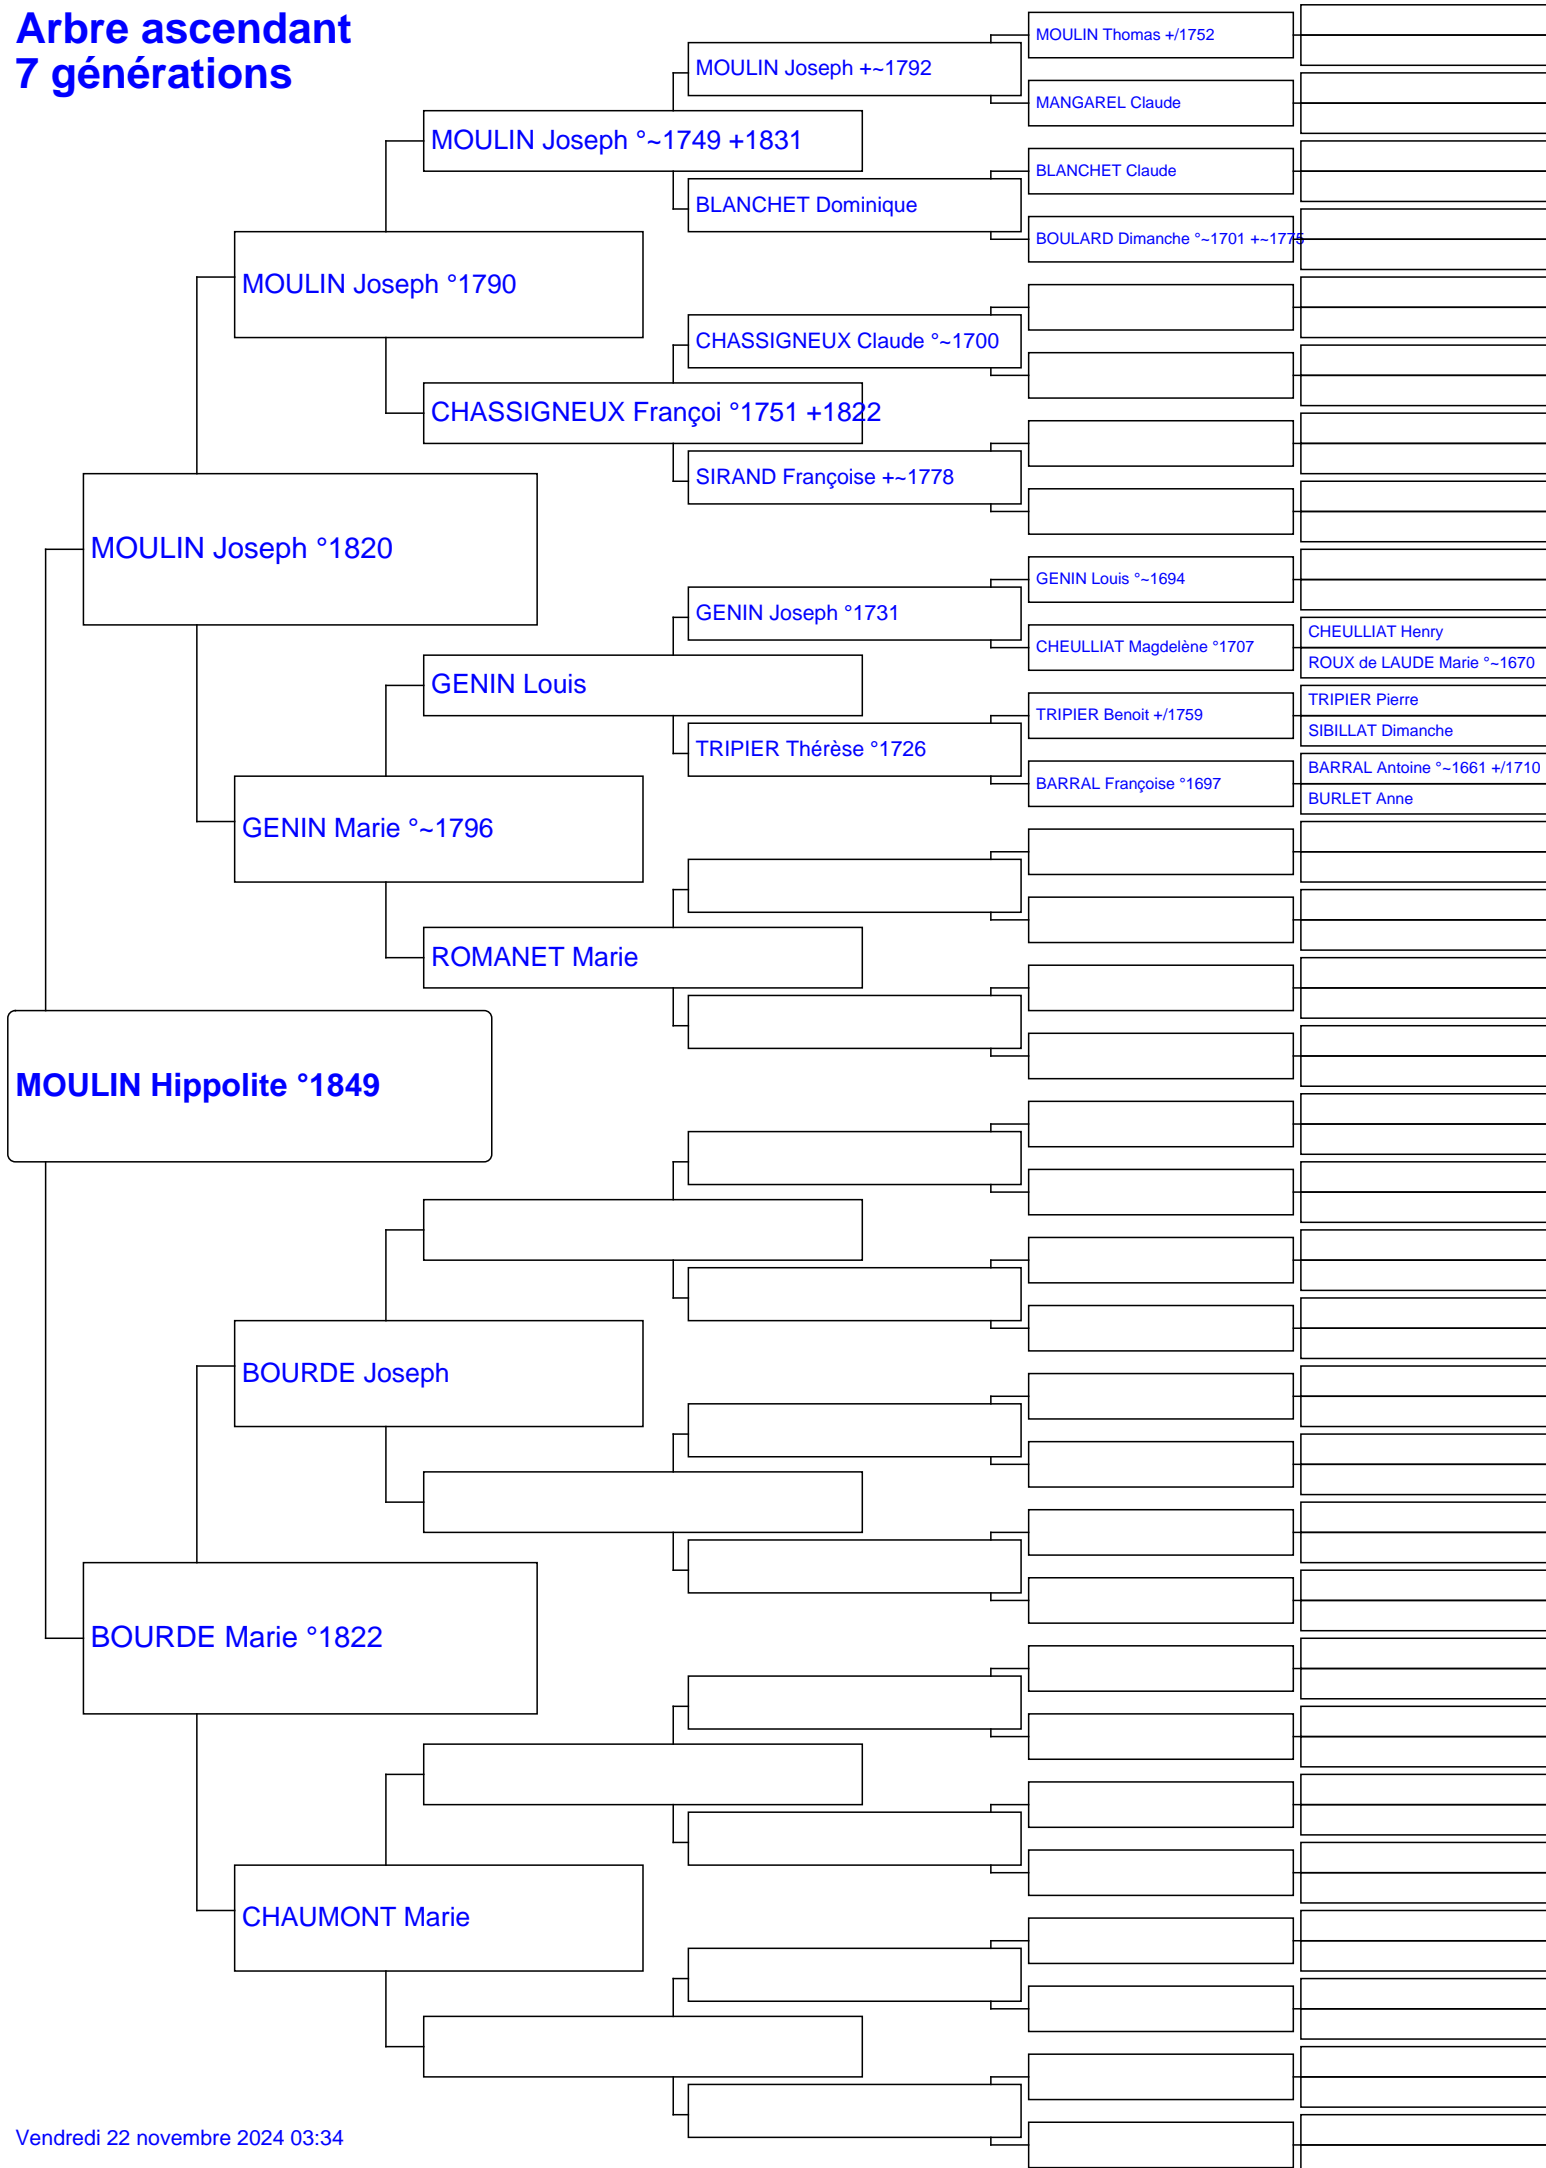 Arbre ascendant
7 générations
MOULIN Thomas +/1752
MOULIN Joseph +~1792
MANGAREL Claude
MOULIN Joseph °~1749 +1831
BLANCHET Claude
BLANCHET Dominique
BOULARD Dimanche °~1701 +~1775
MOULIN Joseph °1790
CHASSIGNEUX Claude °~1700
CHASSIGNEUX Françoi °1751 +1822
SIRAND Françoise +~1778
MOULIN Joseph °1820
GENIN Louis °~1694
GENIN Joseph °1731
CHEULLIAT Henry
CHEULLIAT Magdelène °1707
ROUX de LAUDE Marie °~1670
GENIN Louis
TRIPIER Pierre
TRIPIER Benoit +/1759
SIBILLAT Dimanche
TRIPIER Thérèse °1726
BARRAL Antoine °~1661 +/1710
BARRAL Françoise °1697
BURLET Anne
GENIN Marie °~1796
ROMANET Marie
MOULIN Hippolite °1849
BOURDE Joseph
BOURDE Marie °1822
CHAUMONT Marie
Vendredi 22 novembre 2024 03:34